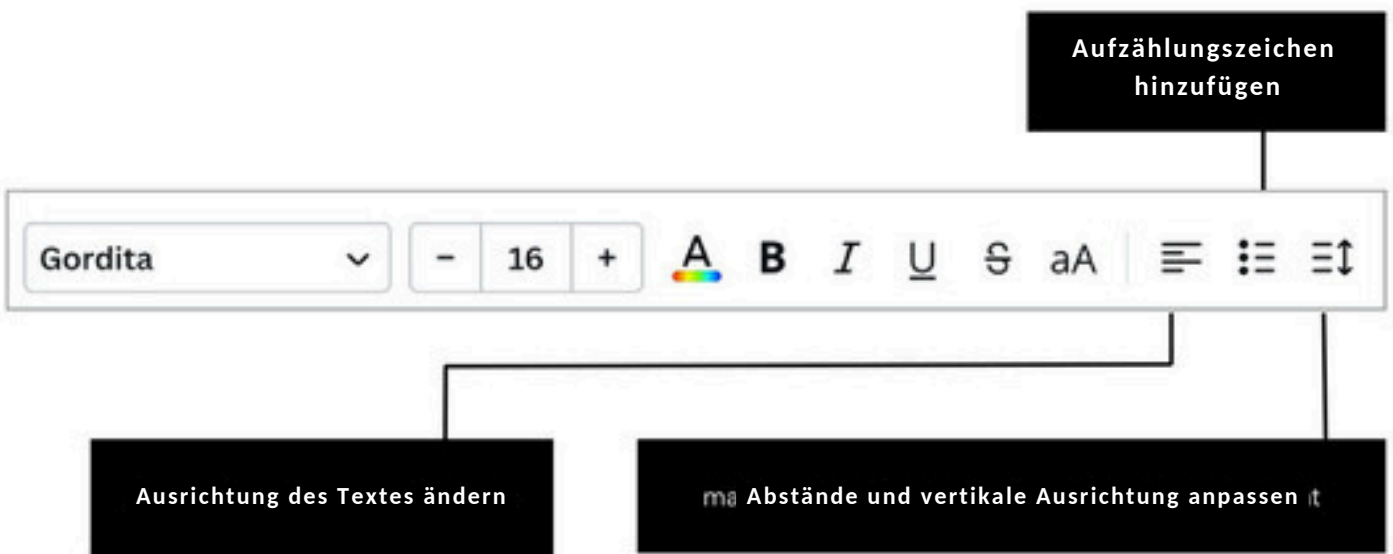 Aufzählungszeichen
hinzufügen
Gordita
− 16 + A B I U S aA
Ausrichtung des Textes ändern
Abstände und vertikale Ausrichtung anpassen